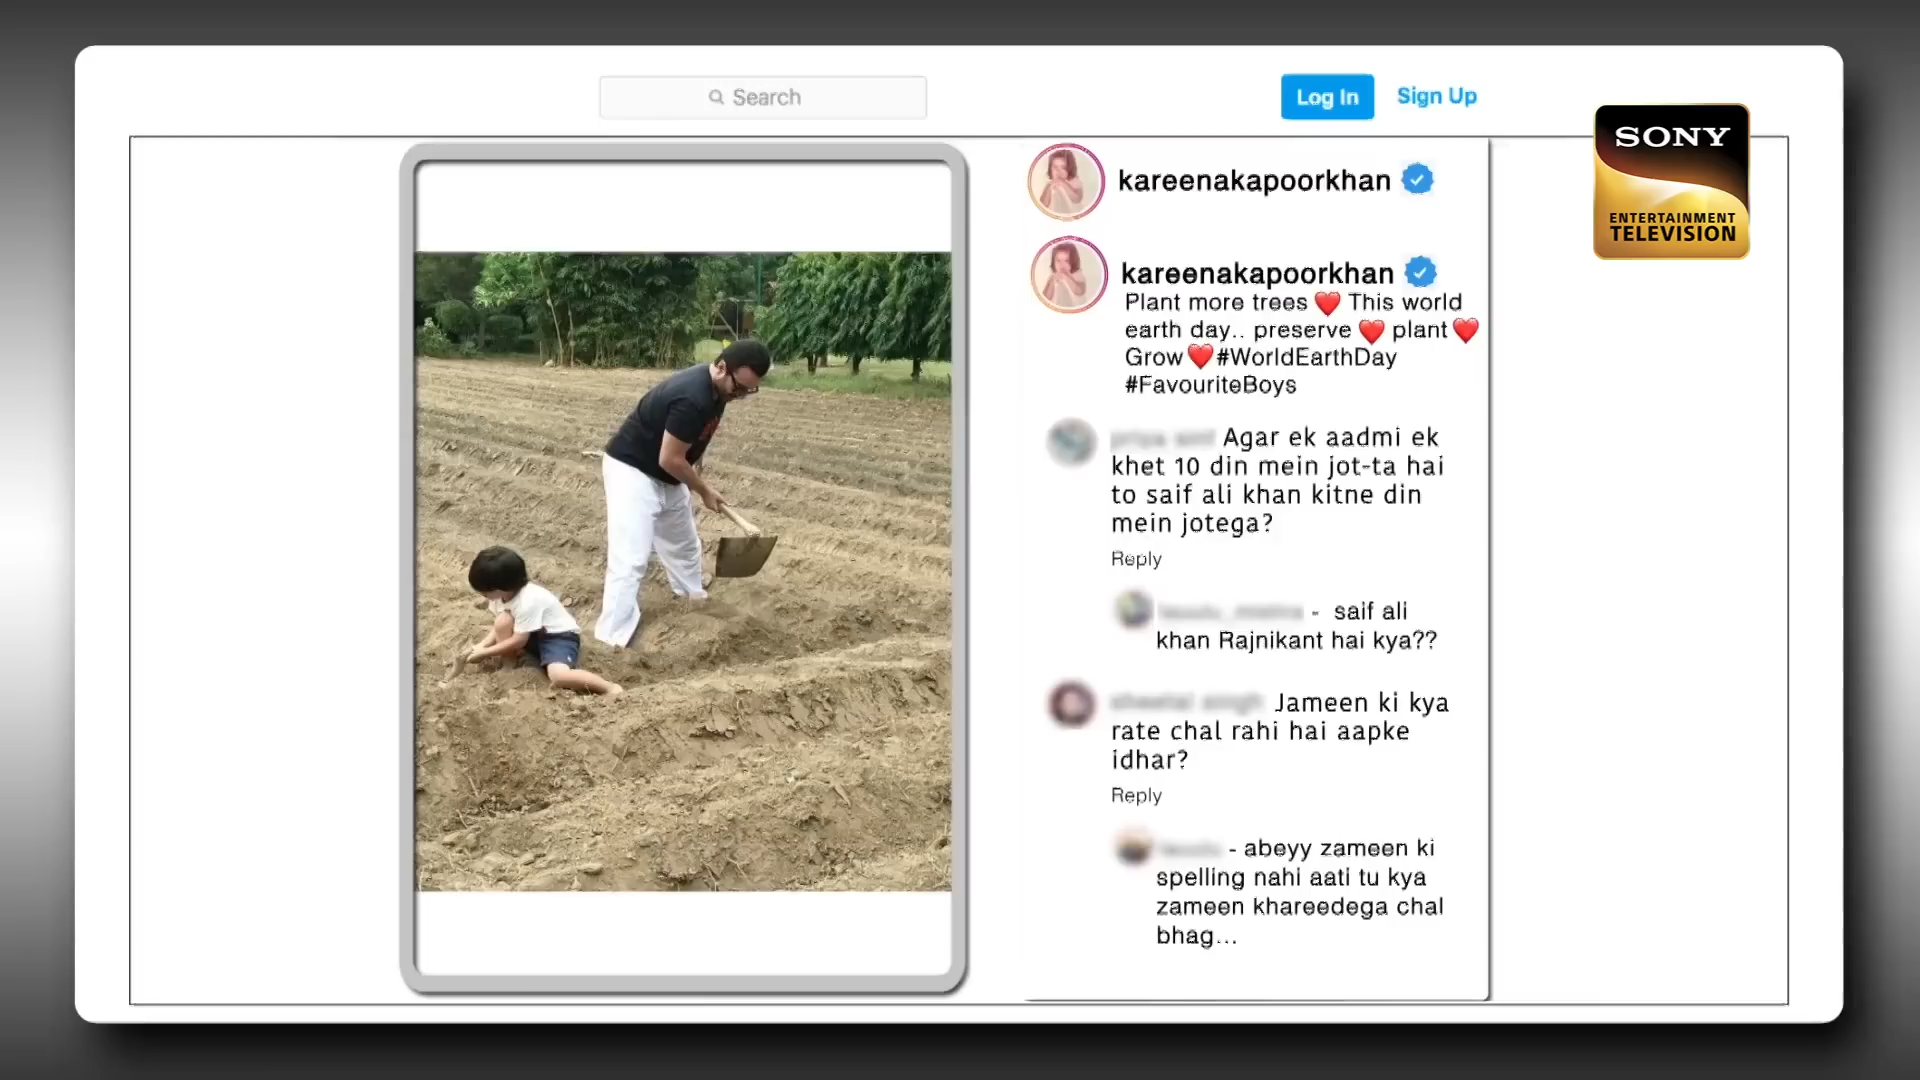 Search
Log In
Sign Up
SONY
ENTERTAINMENT
TELEVISION
kareenakapoorkhan
kareenakapoorkhan
Plant more trees ❤️ This world
earth day.. preserve ❤️ plant ❤️
Grow ❤️ #WorldEarthDay
#FavouriteBoys
Agar ek aadmi ek
khet 10 din mein jot-ta hai
to saif ali khan kitne din
mein jotega?
Reply
- saif ali
khan Rajnikant hai kya??
Jameen ki kya
rate chal rahi hai aapke
idhar?
Reply
- abeyy zameen ki
spelling nahi aati tu kya
zameen khareedega chal
bhag...